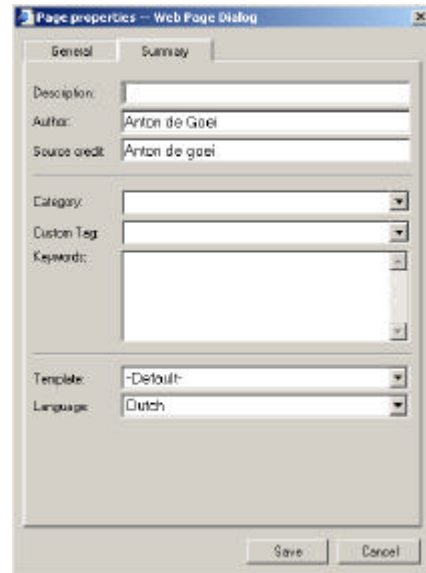 Page properties -- Web Page Dialog
General Summary
Description:
Author: Anton de Goei
Source credit: Anton de goei
Category:
Custom Tag:
Keywords:
Template: -Default-
Language: Dutch
Save Cancel